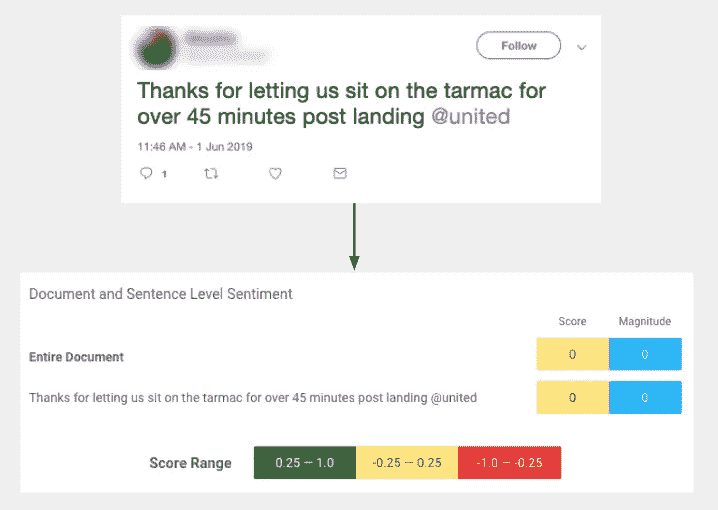 Follow
Thanks for letting us sit on the tarmac for
over 45 minutes post landing @united
11:46 AM - 1 Jun 2019
1
Document and Sentence Level Sentiment
Score Magnitude
Entire Document 0 0
Thanks for letting us sit on the tarmac for over 45 minutes post landing @united 0 0
Score Range 0.25 — 1.0 -0.25 — 0.25 -1.0 — -0.25